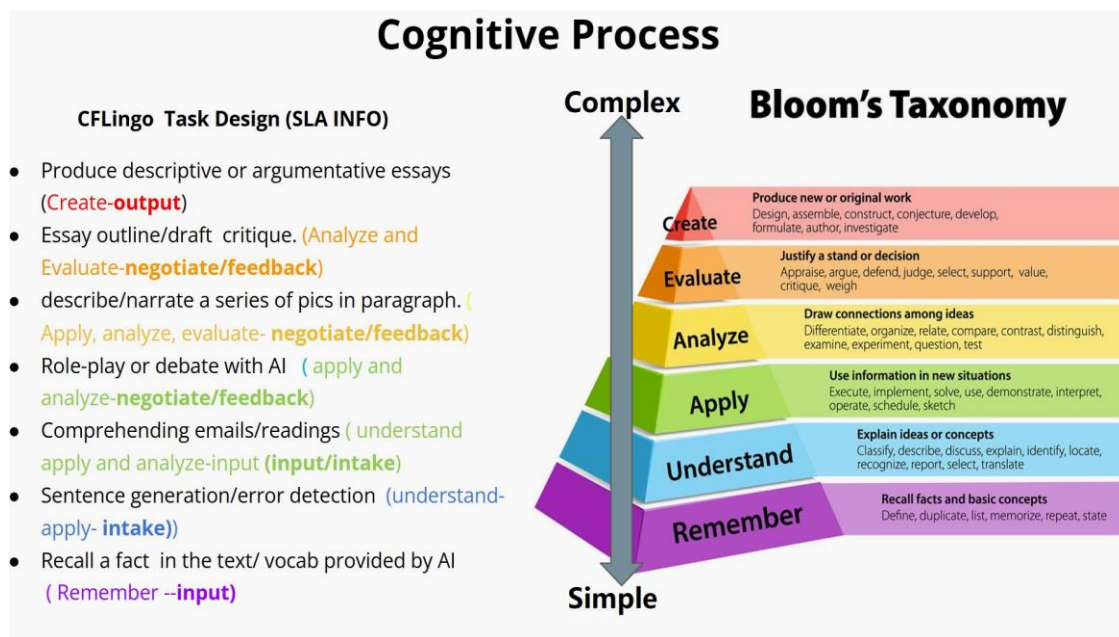 Cognitive Process
CFLingo Task Design (SLA INFO)
● Produce descriptive or argumentative essays
(Create-output)
● Essay outline/draft critique. (Analyze and
Evaluate-negotiate/feedback)
● describe/narrate a series of pics in paragraph. (
Apply, analyze, evaluate- negotiate/feedback)
● Role-play or debate with AI ( apply and
analyze-negotiate/feedback)
● Comprehending emails/readings ( understand
apply and analyze-input (input/intake)
● Sentence generation/error detection (understand-
apply- intake))
● Recall a fact in the text/ vocab provided by AI
( Remember --input)
Complex
Simple
Bloom's Taxonomy
Create
Produce new or original work
Design, assemble, construct, conjecture, develop,
formulate, author, investigate
Evaluate
Justify a stand or decision
Appraise, argue, defend, judge, select, support, value,
critique, weigh
Analyze
Draw connections among ideas
Differentiate, organize, relate, compare, contrast, distinguish,
examine, experiment, question, test
Apply
Use information in new situations
Execute, implement, solve, use, demonstrate, interpret,
operate, schedule, sketch
Understand
Explain ideas or concepts
Classify, describe, discuss, explain, identify, locate,
recognize, report, select, translate
Remember
Recall facts and basic concepts
Define, duplicate, list, memorize, repeat, state